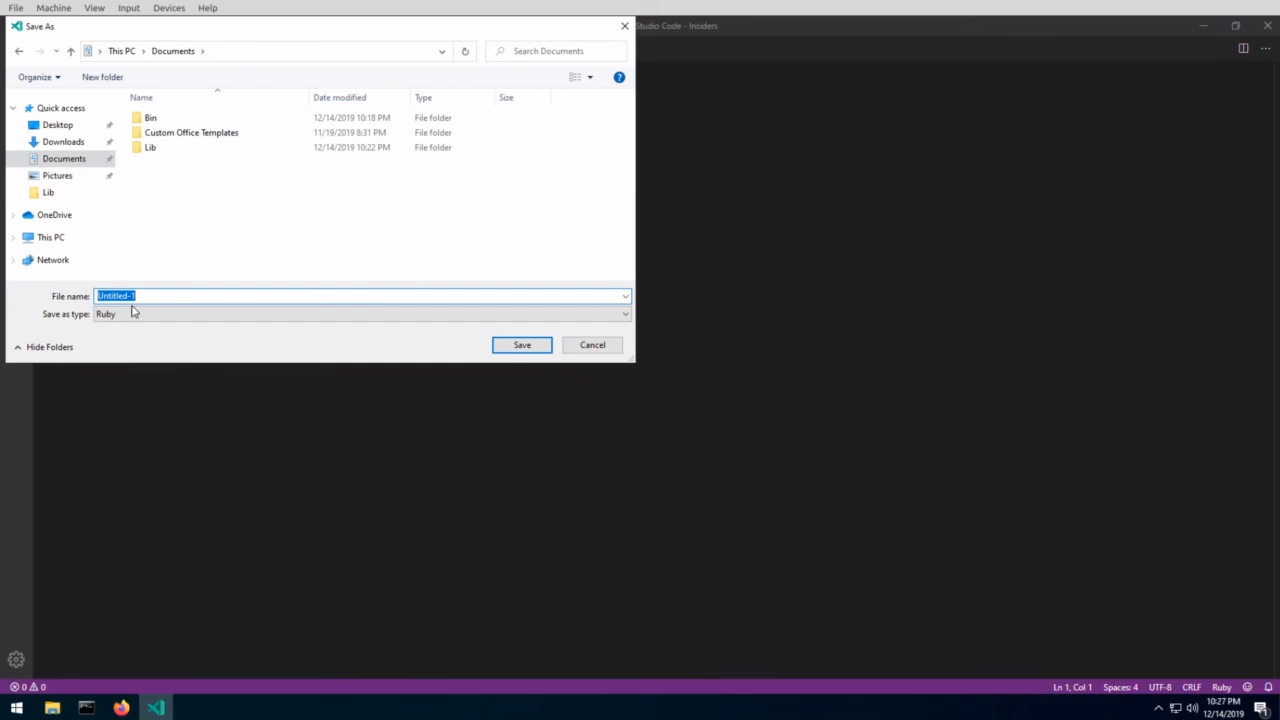 File Machine View Input Devices Help
Save As
Studio Code - Insiders
This PC Documents
Search Documents
Organize New folder
Name Date modified Type Size
Quick access
Desktop
Downloads
Documents
Pictures
Lib
OneDrive
This PC
Network
Bin 12/14/2019 10:18 PM File folder
Custom Office Templates 11/19/2019 8:31 PM File folder
Lib 12/14/2019 10:22 PM File folder
File name: Untitled-1
Save as type: Ruby
Hide Folders
Save Cancel
0 0 Ln 1, Col 1 Spaces: 4 UTF-8 CRLF Ruby
10:27 PM
12/14/2019
1